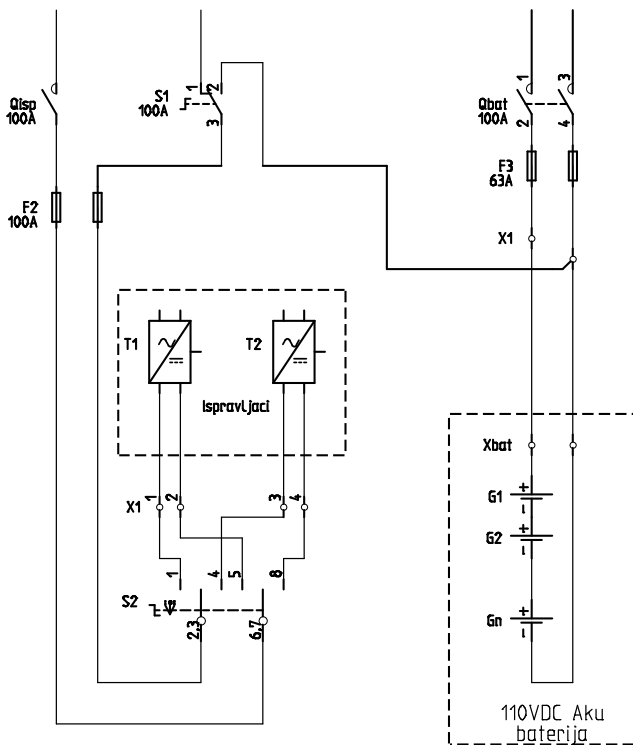 1
2
3
S1
100A
Qisp
100A
1
3
Qbat
100A
2
4
F3
63A
F2
100A
X1
T1
T2
Ispravljaci
Xbat
X1
1
2
3
4
G1
+
G2
+
1
4
5
8
S2
2,3
6,7
Gn
+
110VDC Aku
baterija